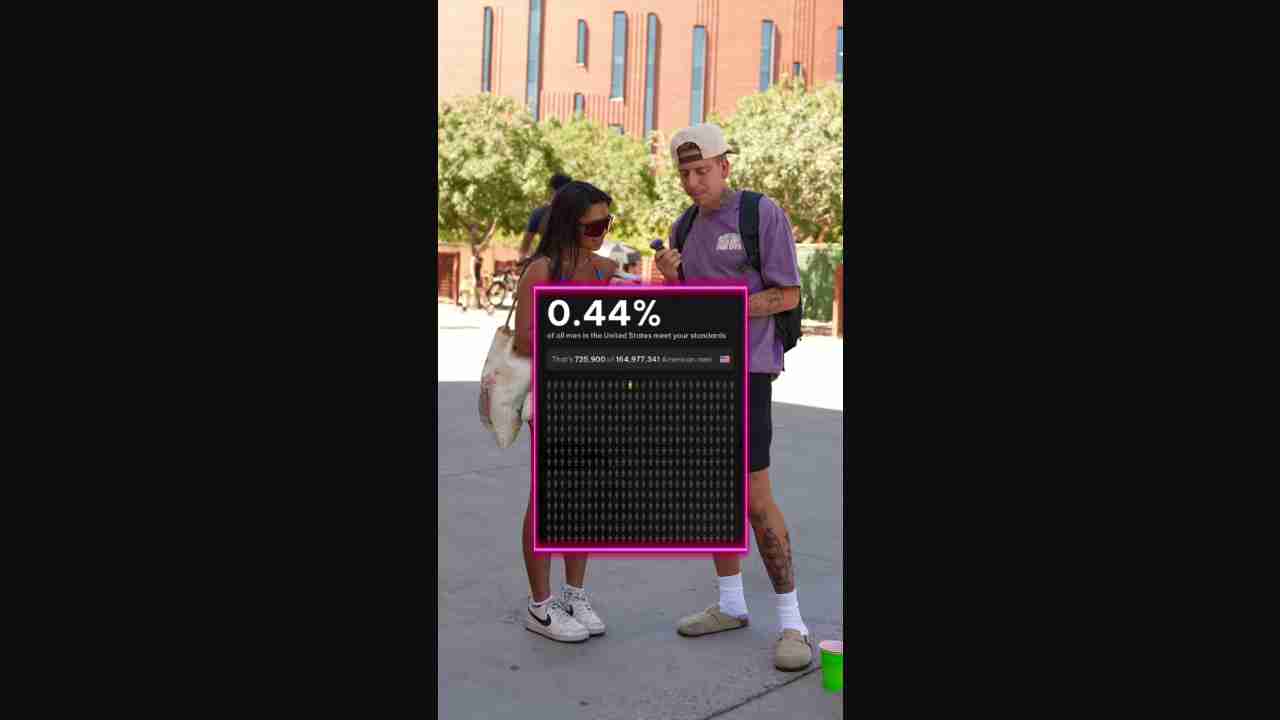 0.44%
of all men in the United States meet your standards
That's 725,900 of 164,977,341 American men